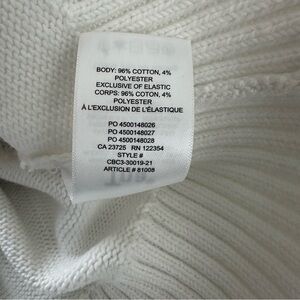 BODY: 96% COTTON, 4%
POLYESTER
EXCLUSIVE OF ELASTIC
CORPS: 96% COTON, 4%
POLYESTER
À L'EXCLUSION DE L'ÉLASTIQUE
PO 4500148026
PO 4500148027
PO 4500148028
CA 23725 RN 122354
STYLE #
CBC3-30019-21
ARTICLE # 81008